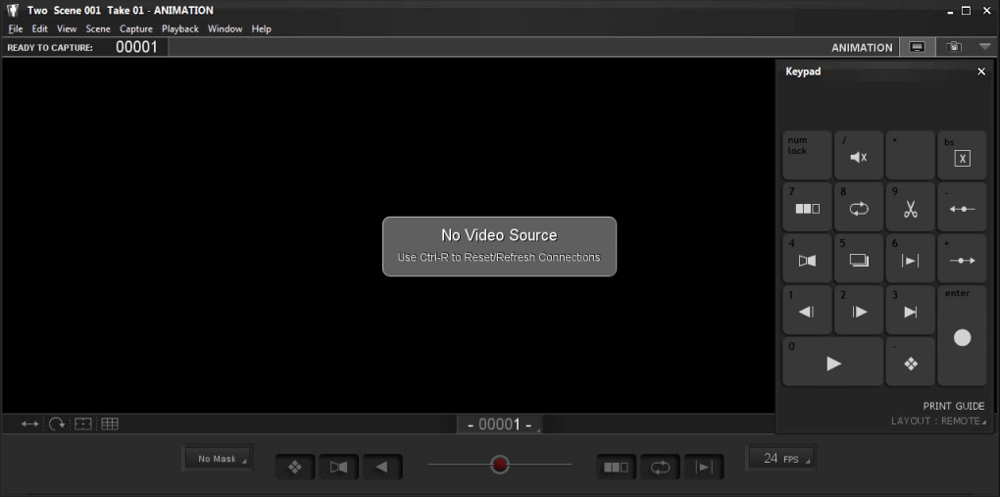 Two Scene 001 Take 01 - ANIMATION
File Edit View Scene Capture Playback Window Help
READY TO CAPTURE: 00001 ANIMATION
Keypad
num lock / * bs
X
7 8 9 -
No Video Source
Use Ctrl-R to Reset/Refresh Connections
4 5 6 +
1 2 3 enter
0 .
PRINT GUIDE
LAYOUT : REMOTE
- 00001 -
No Mask 24 FPS